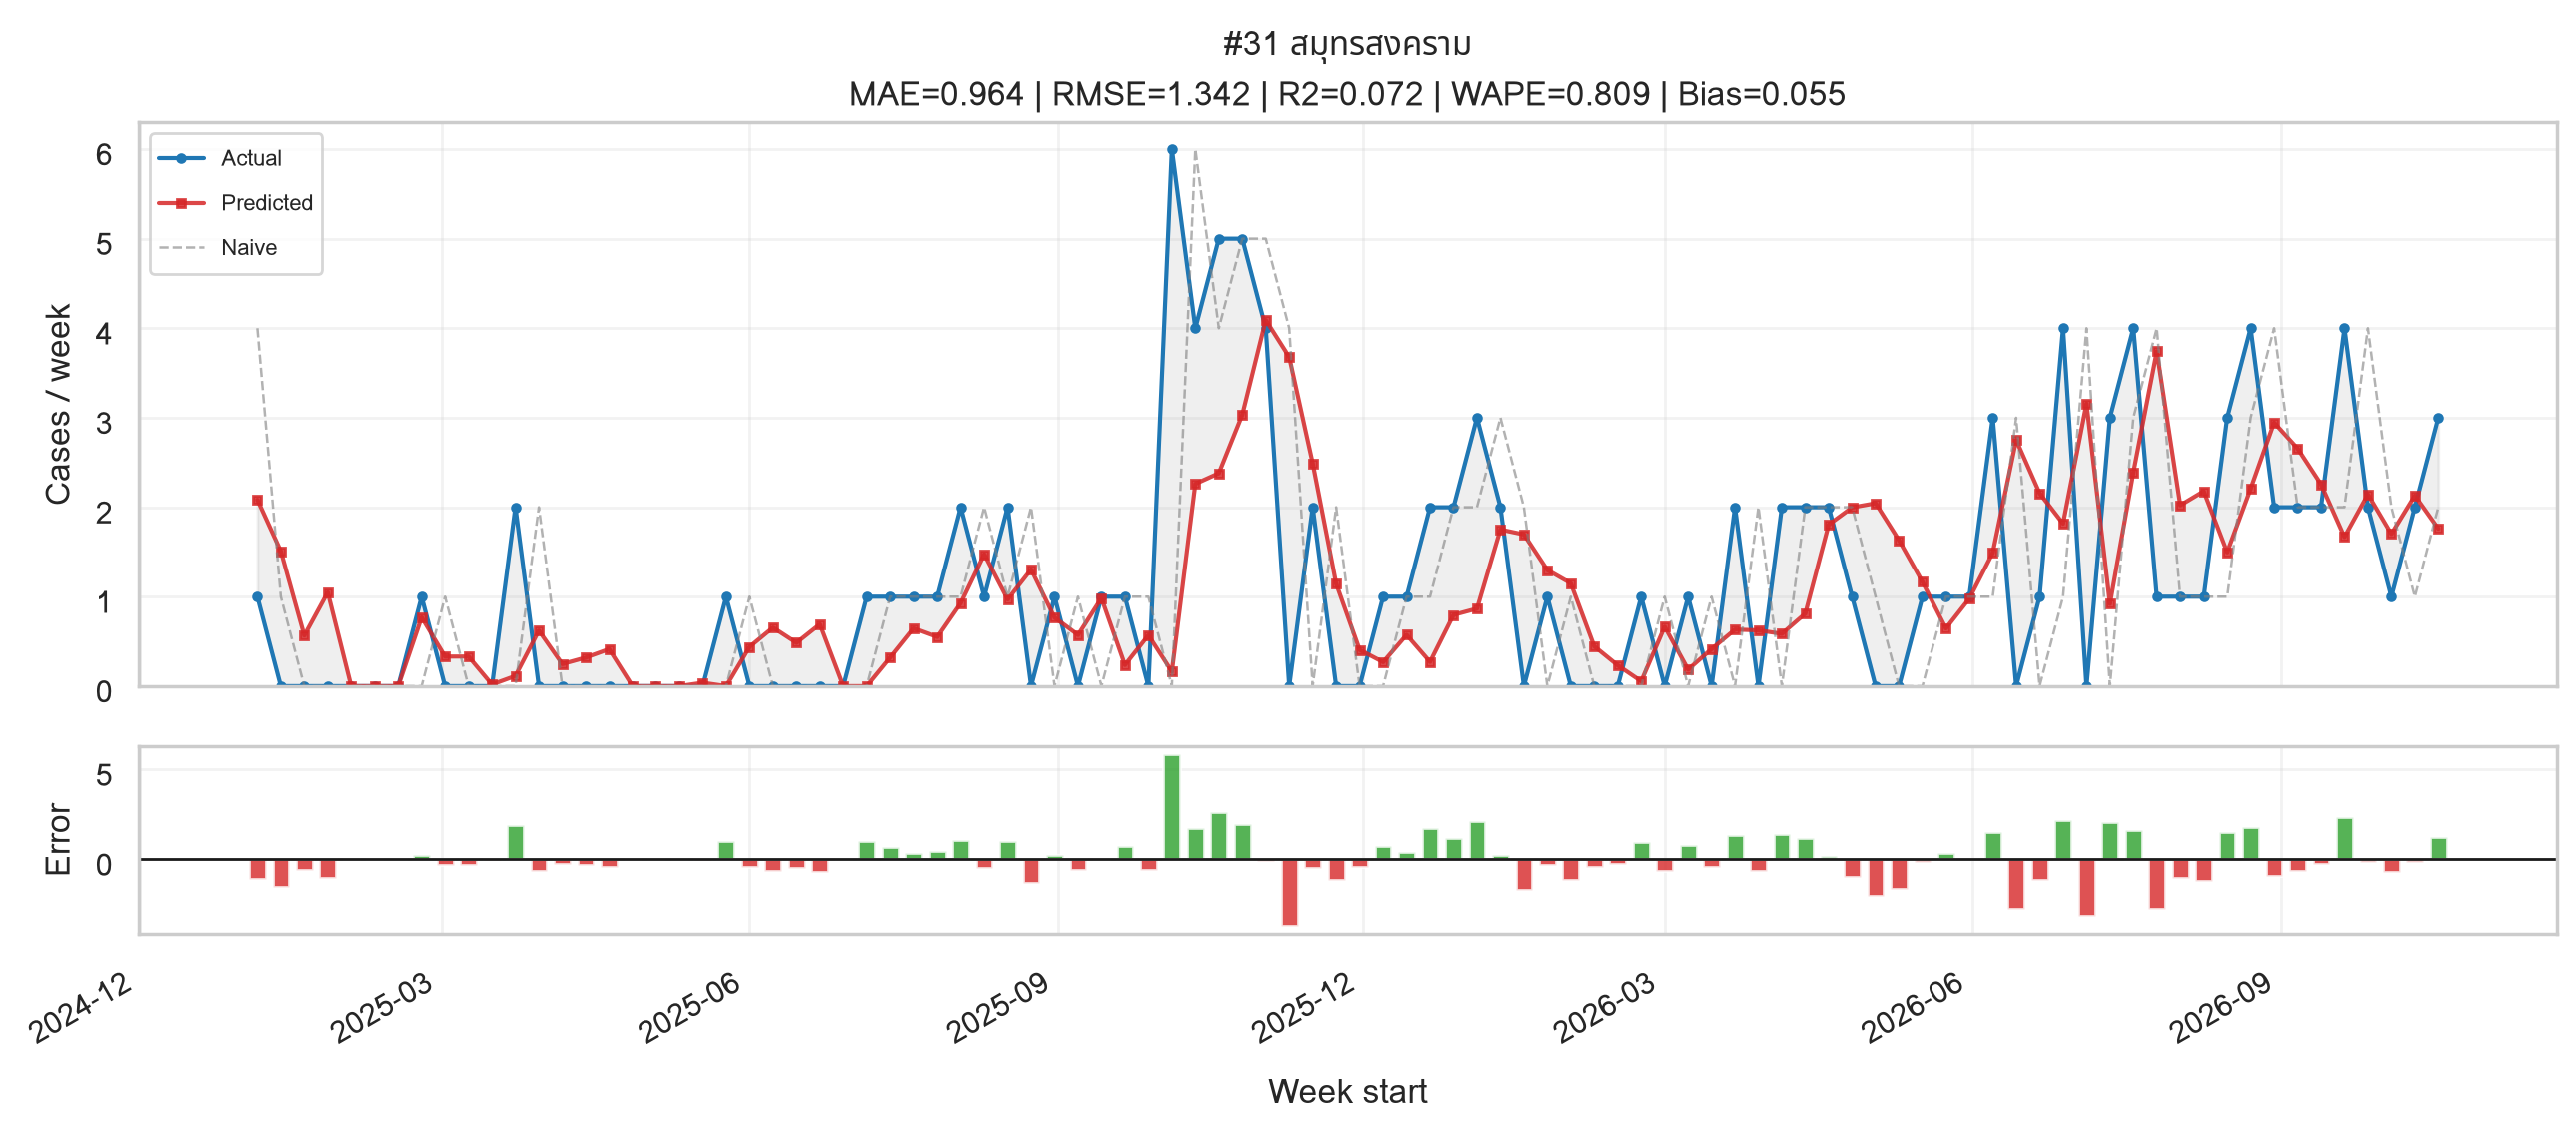 #31 สมุทรสงคราม
MAE=0.964 | RMSE=1.342 | R2=0.072 | WAPE=0.809 | Bias=0.055
Actual
Predicted
Naive
Cases / week
6
5
4
3
2
1
0
Error
5
0
2024-12
2025-03
2025-06
2025-09
2025-12
2026-03
2026-06
2026-09
Week start